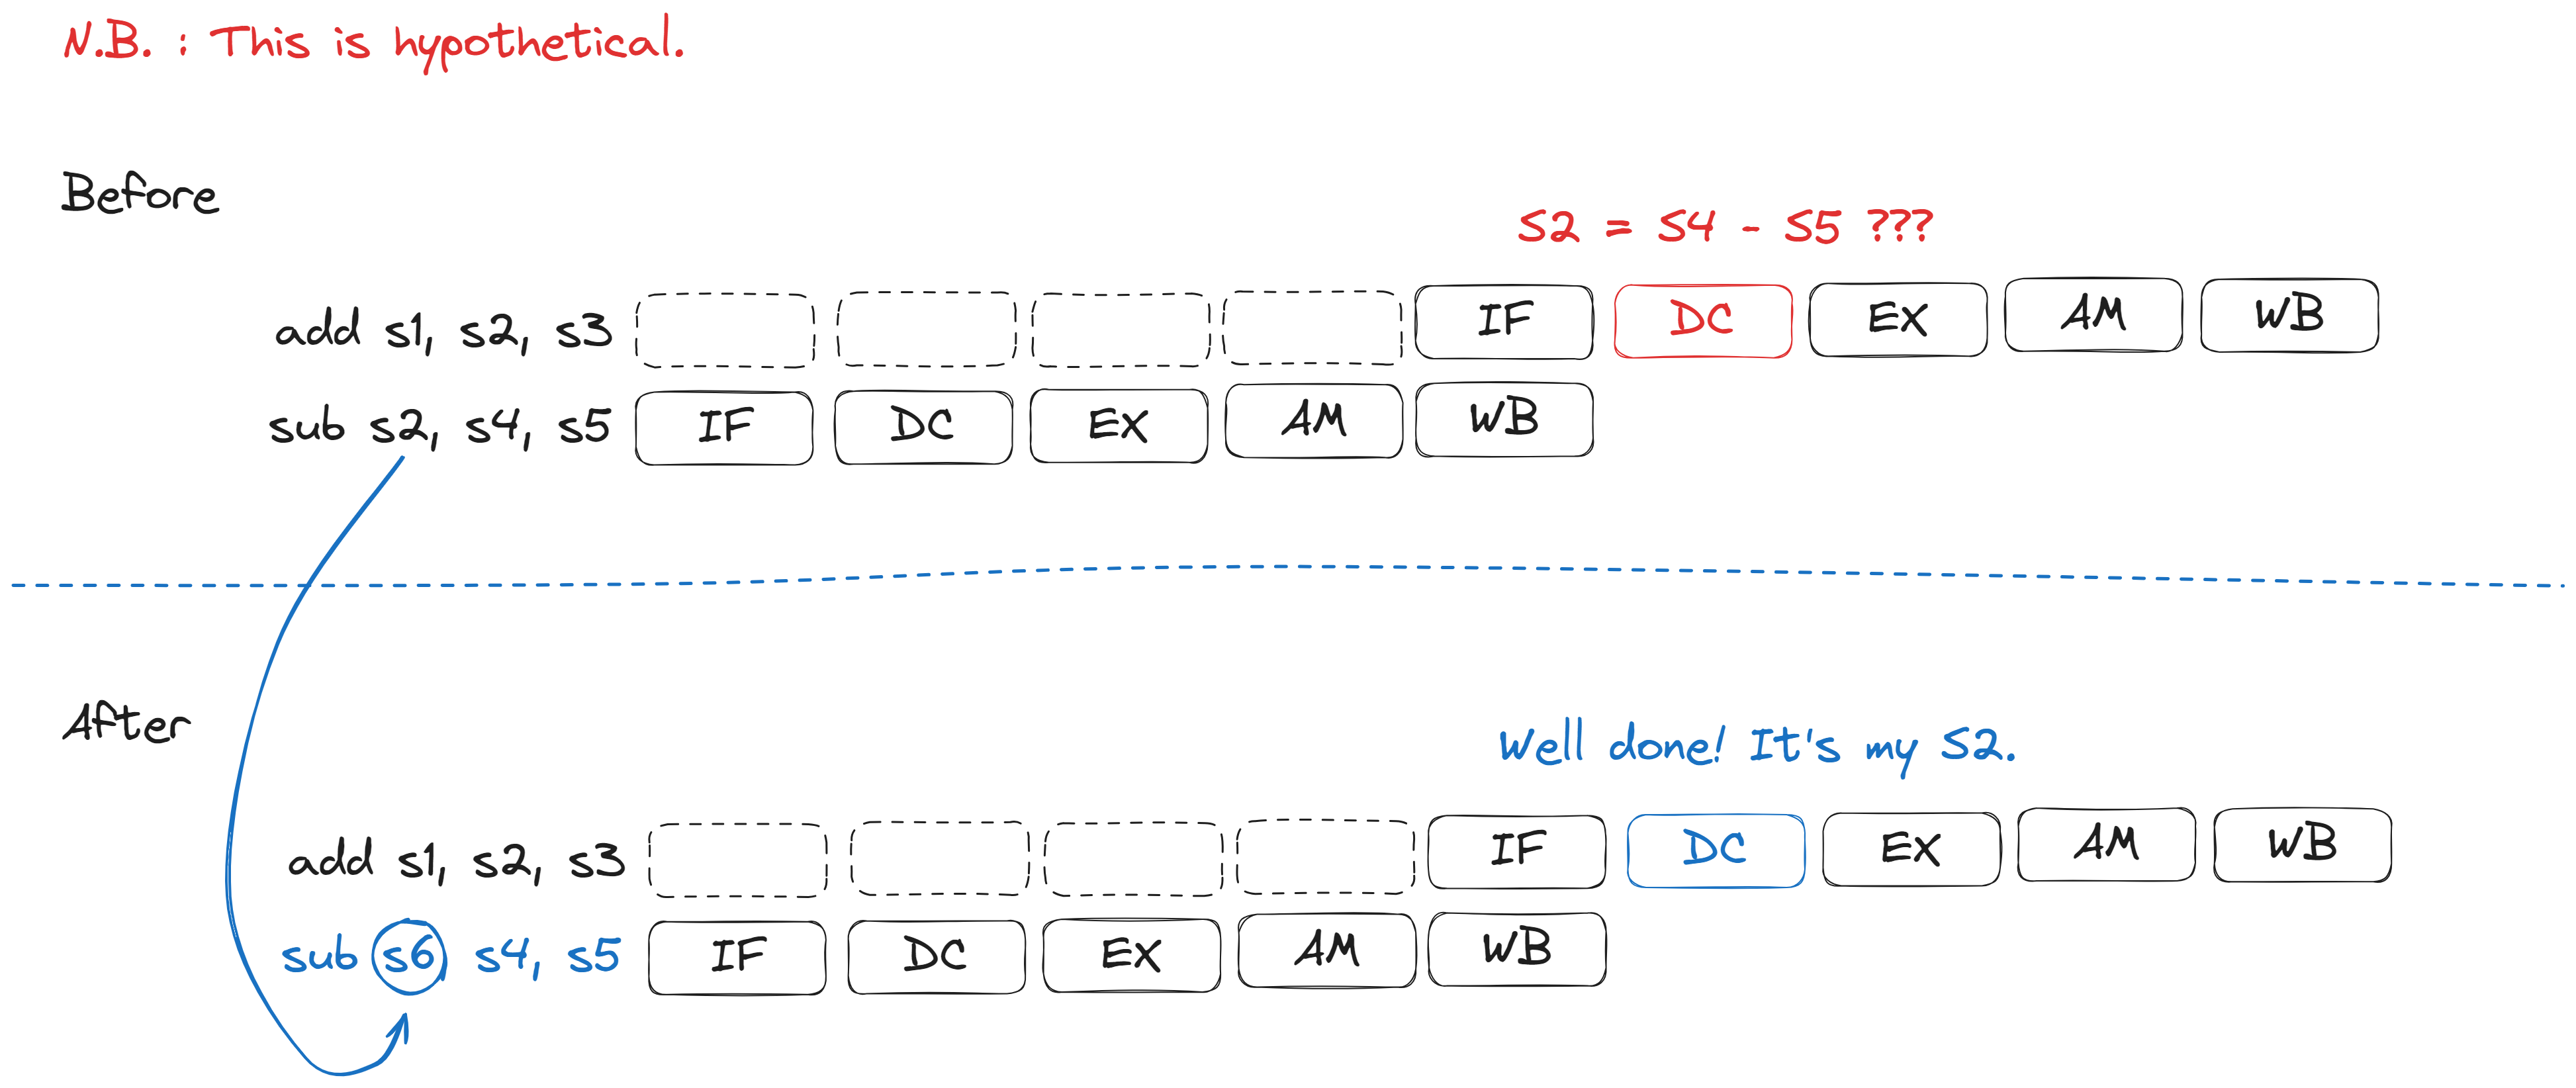 N.B. : This is hypothetical.
Before
S2 = S4 - S5 ???
add s1, s2, s3 IF DC EX AM WB
sub s2, s4, s5 IF DC EX AM WB
After
Well done! It's my S2.
add s1, s2, s3 IF DC EX AM WB
sub s6 s4, s5 IF DC EX AM WB